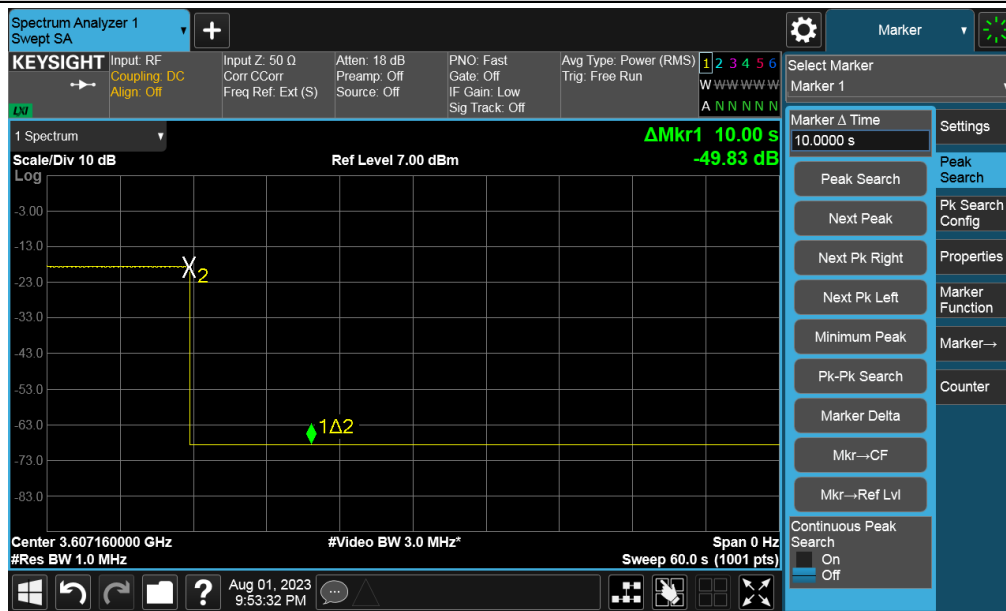 Spectrum Analyzer 1
Swept SA
+
Marker
KEYSIGHT
LXI
Input: RF
Coupling: DC
Align: Off
Input Z: 50 Ω
Corr CCorr
Freq Ref: Ext (S)
Atten: 18 dB
Preamp: Off
Source: Off
PNO: Fast
Gate: Off
IF Gain: Low
Sig Track: Off
Avg Type: Power (RMS)
Trig: Free Run
1 2 3 4 5 6
W W W W W W
A N N N N N
Select Marker
Marker 1
1 Spectrum
ΔMkr1 10.00 s
-49.83 dB
Scale/Div 10 dB
Ref Level 7.00 dBm
Log
-3.00
-13.0
-23.0
-33.0
-43.0
-53.0
-63.0
-73.0
-83.0
2
1Δ2
Center 3.607160000 GHz
#Video BW 3.0 MHz*
Span 0 Hz
#Res BW 1.0 MHz
Sweep 60.0 s (1001 pts)
Marker Δ Time
10.0000 s
Peak Search
Next Peak
Next Pk Right
Next Pk Left
Minimum Peak
Pk-Pk Search
Marker Delta
Mkr→CF
Mkr→Ref Lvl
Continuous Peak
Search
On
Off
Settings
Peak
Search
Pk Search
Config
Properties
Marker
Function
Marker→
Counter
?
Aug 01, 2023
9:53:32 PM